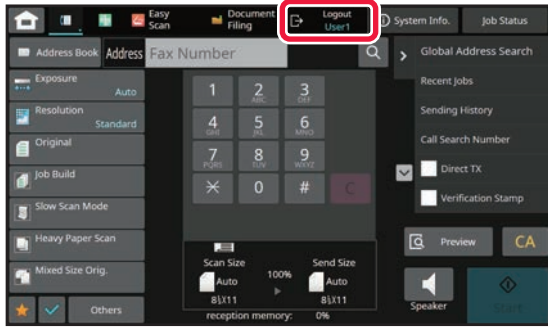 Easy
Scan
Document
Filing
Logout
User1
System Info.
Job Status
Address Book
Address
Fax Number
Global Address Search
Exposure
Auto
Resolution
Standard
Original
Job Build
Slow Scan Mode
Heavy Paper Scan
Mixed Size Orig.
Others
1
2
ABC
3
DEF
4
GHI
5
JKL
6
MNO
7
PQRS
8
TUV
9
WXYZ
0
#
C
Scan Size
Auto
8½X11
100%
Send Size
Auto
8½X11
reception memory: 0%
Recent Jobs
Sending History
Call Search Number
Direct TX
Verification Stamp
Preview
CA
Speaker
Start